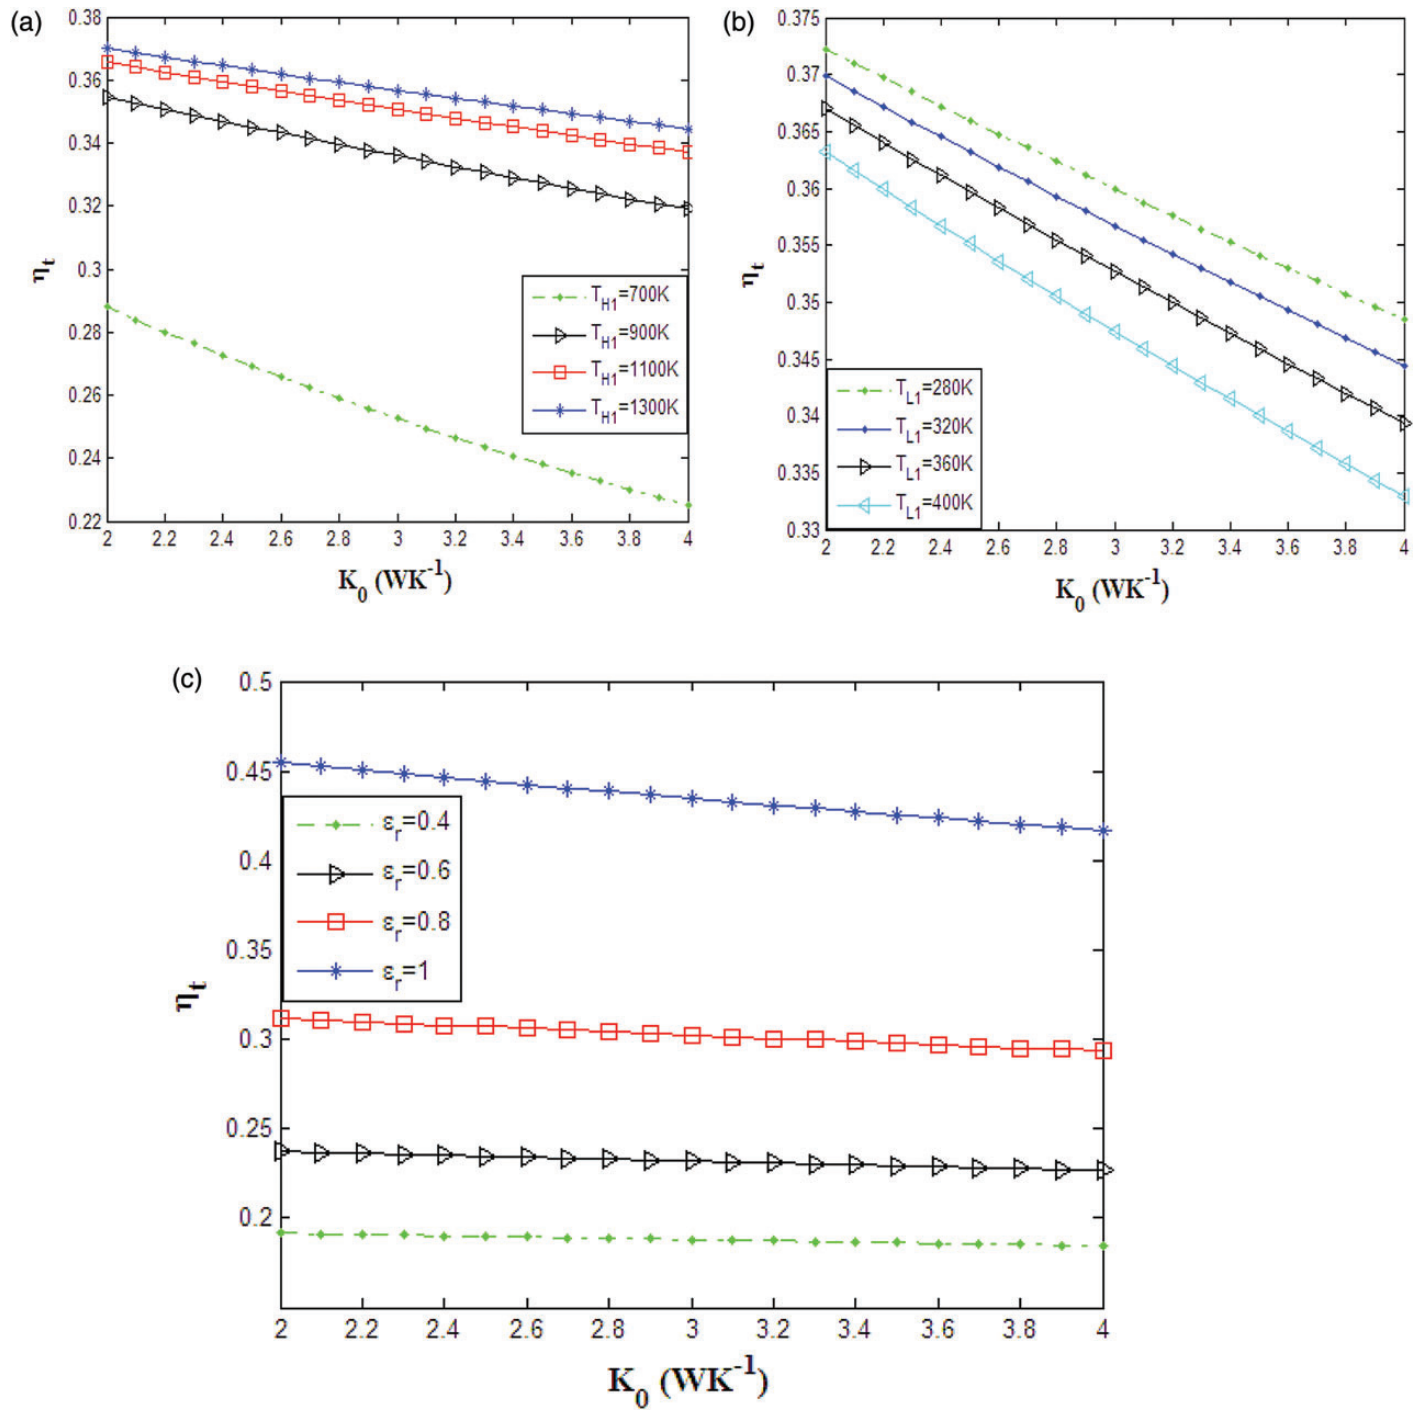 (a)
0.38
0.36
0.34
0.32
0.3
0.28
0.26
0.24
0.22
ηt
TH1=700K
TH1=900K
TH1=1100K
TH1=1300K
2 2.2 2.4 2.6 2.8 3 3.2 3.4 3.6 3.8 4
K0 (WK-1)
(b)
0.375
0.37
0.365
0.36
0.355
0.35
0.345
0.34
0.335
0.33
ηt
TL1=280K
TL1=320K
TL1=360K
TL1=400K
2 2.2 2.4 2.6 2.8 3 3.2 3.4 3.6 3.8 4
K0 (WK-1)
(c)
0.5
0.45
0.4
0.35
0.3
0.25
0.2
ηt
εr=0.4
εr=0.6
εr=0.8
εr=1
2 2.2 2.4 2.6 2.8 3 3.2 3.4 3.6 3.8 4
K0 (WK-1)